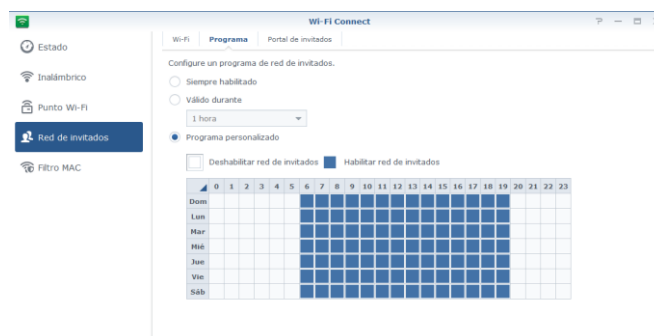 Wi-Fi Connect
Estado
Inalámbrico
Punto Wi-Fi
Red de invitados
Filtro MAC
Wi-Fi Programa Portal de invitados
Configure un programa de red de invitados.
Siempre habilitado
Válido durante
1 hora
Programa personalizado
Deshabilitar red de invitados Habilitar red de invitados
0 1 2 3 4 5 6 7 8 9 10 11 12 13 14 15 16 17 18 19 20 21 22 23
Dom
Lun
Mar
Mié
Jue
Vie
Sáb